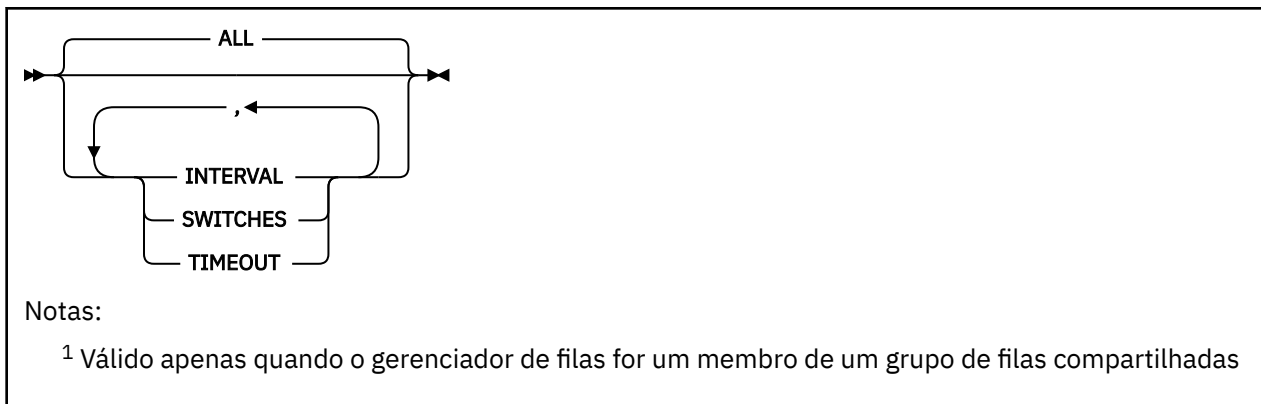 ALL
,
INTERVAL
SWITCHES
TIMEOUT
Notas:
1 Válido apenas quando o gerenciador de filas for um membro de um grupo de filas compartilhadas